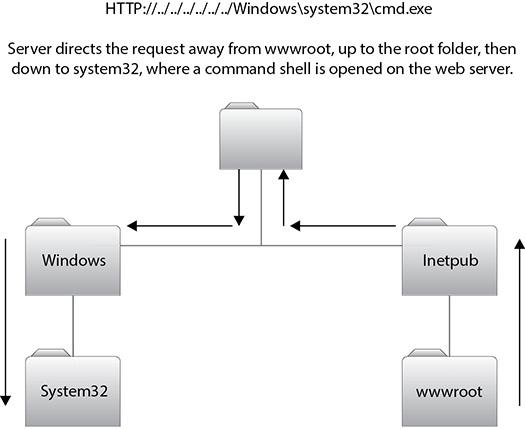 HTTP://../../../../../../Windows\system32\cmd.exe
Server directs the request away from wwwroot, up to the root folder, then
down to system32, where a command shell is opened on the web server.
Windows
Inetpub
System32
wwwroot